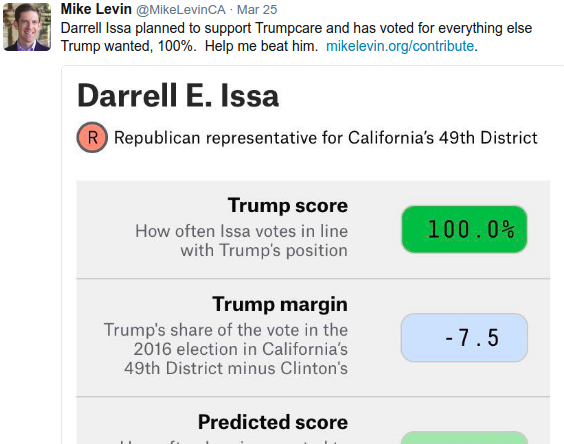 Mike Levin @MikeLevinCA · Mar 25
Darrell Issa planned to support Trumpcare and has voted for everything else
Trump wanted, 100%. Help me beat him. mikelevin.org/contribute.
Darrell E. Issa
R Republican representative for California's 49th District
Trump score
How often Issa votes in line
with Trump's position
100.0%
Trump margin
Trump's share of the vote in the
2016 election in California's
49th District minus Clinton's
-7.5
Predicted score